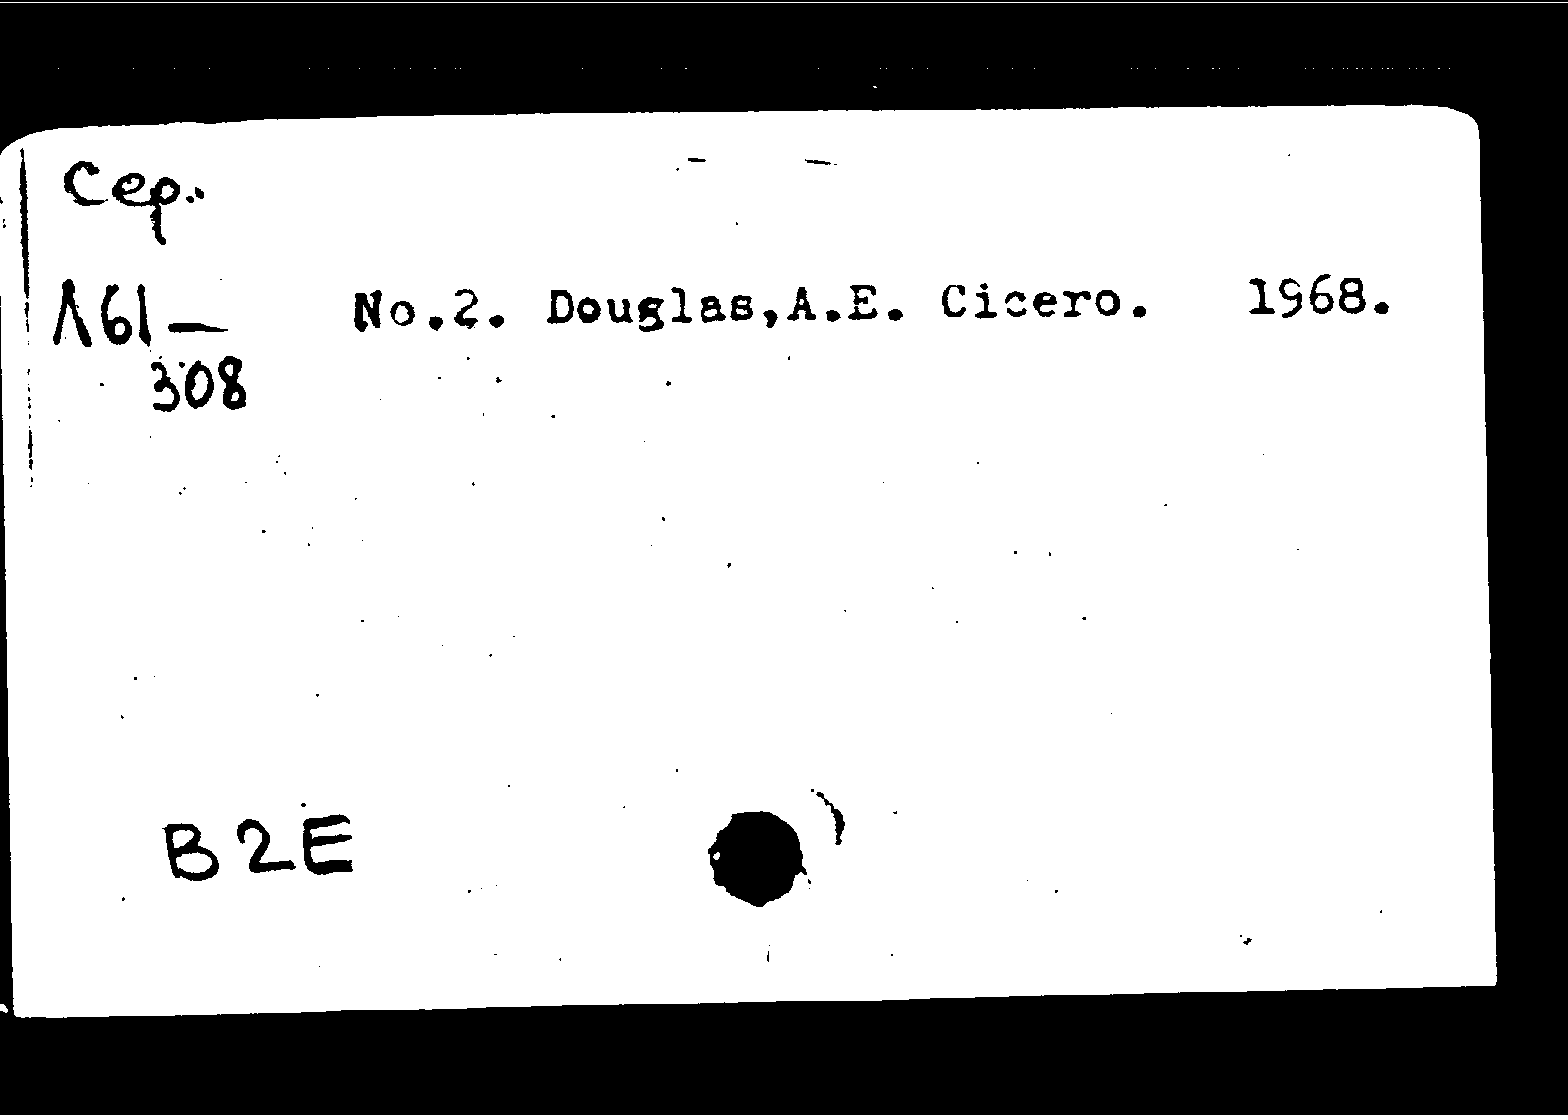 Сер.
Λ61-
No.2. Douglas,A.E. Cicero. 1968.
308
B2E